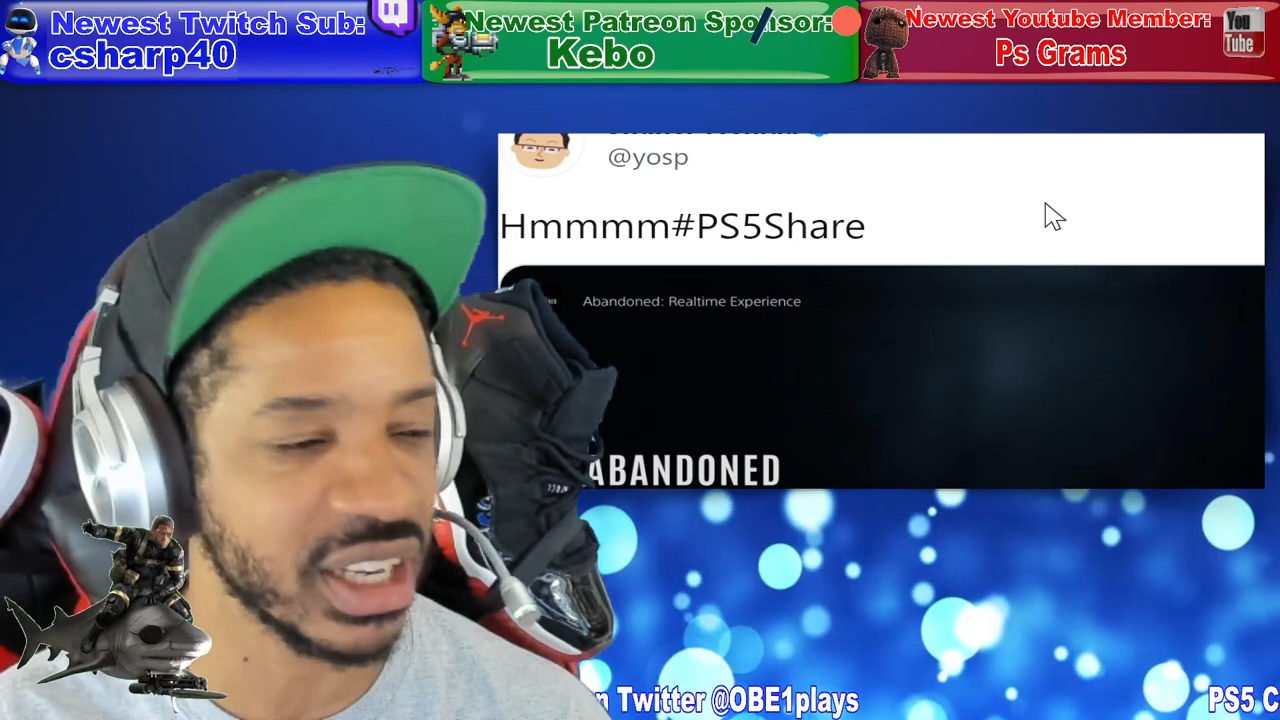 Newest Twitch Sub:
csharp40
Newest Patreon Sponsor:
Kebo
Newest Youtube Member:
Ps Grams
You
Tube
@yosp
Hmmmm#PS5Share
Abandoned: Realtime Experience
ABANDONED
n Twitter @OBE1plays
PS5 C